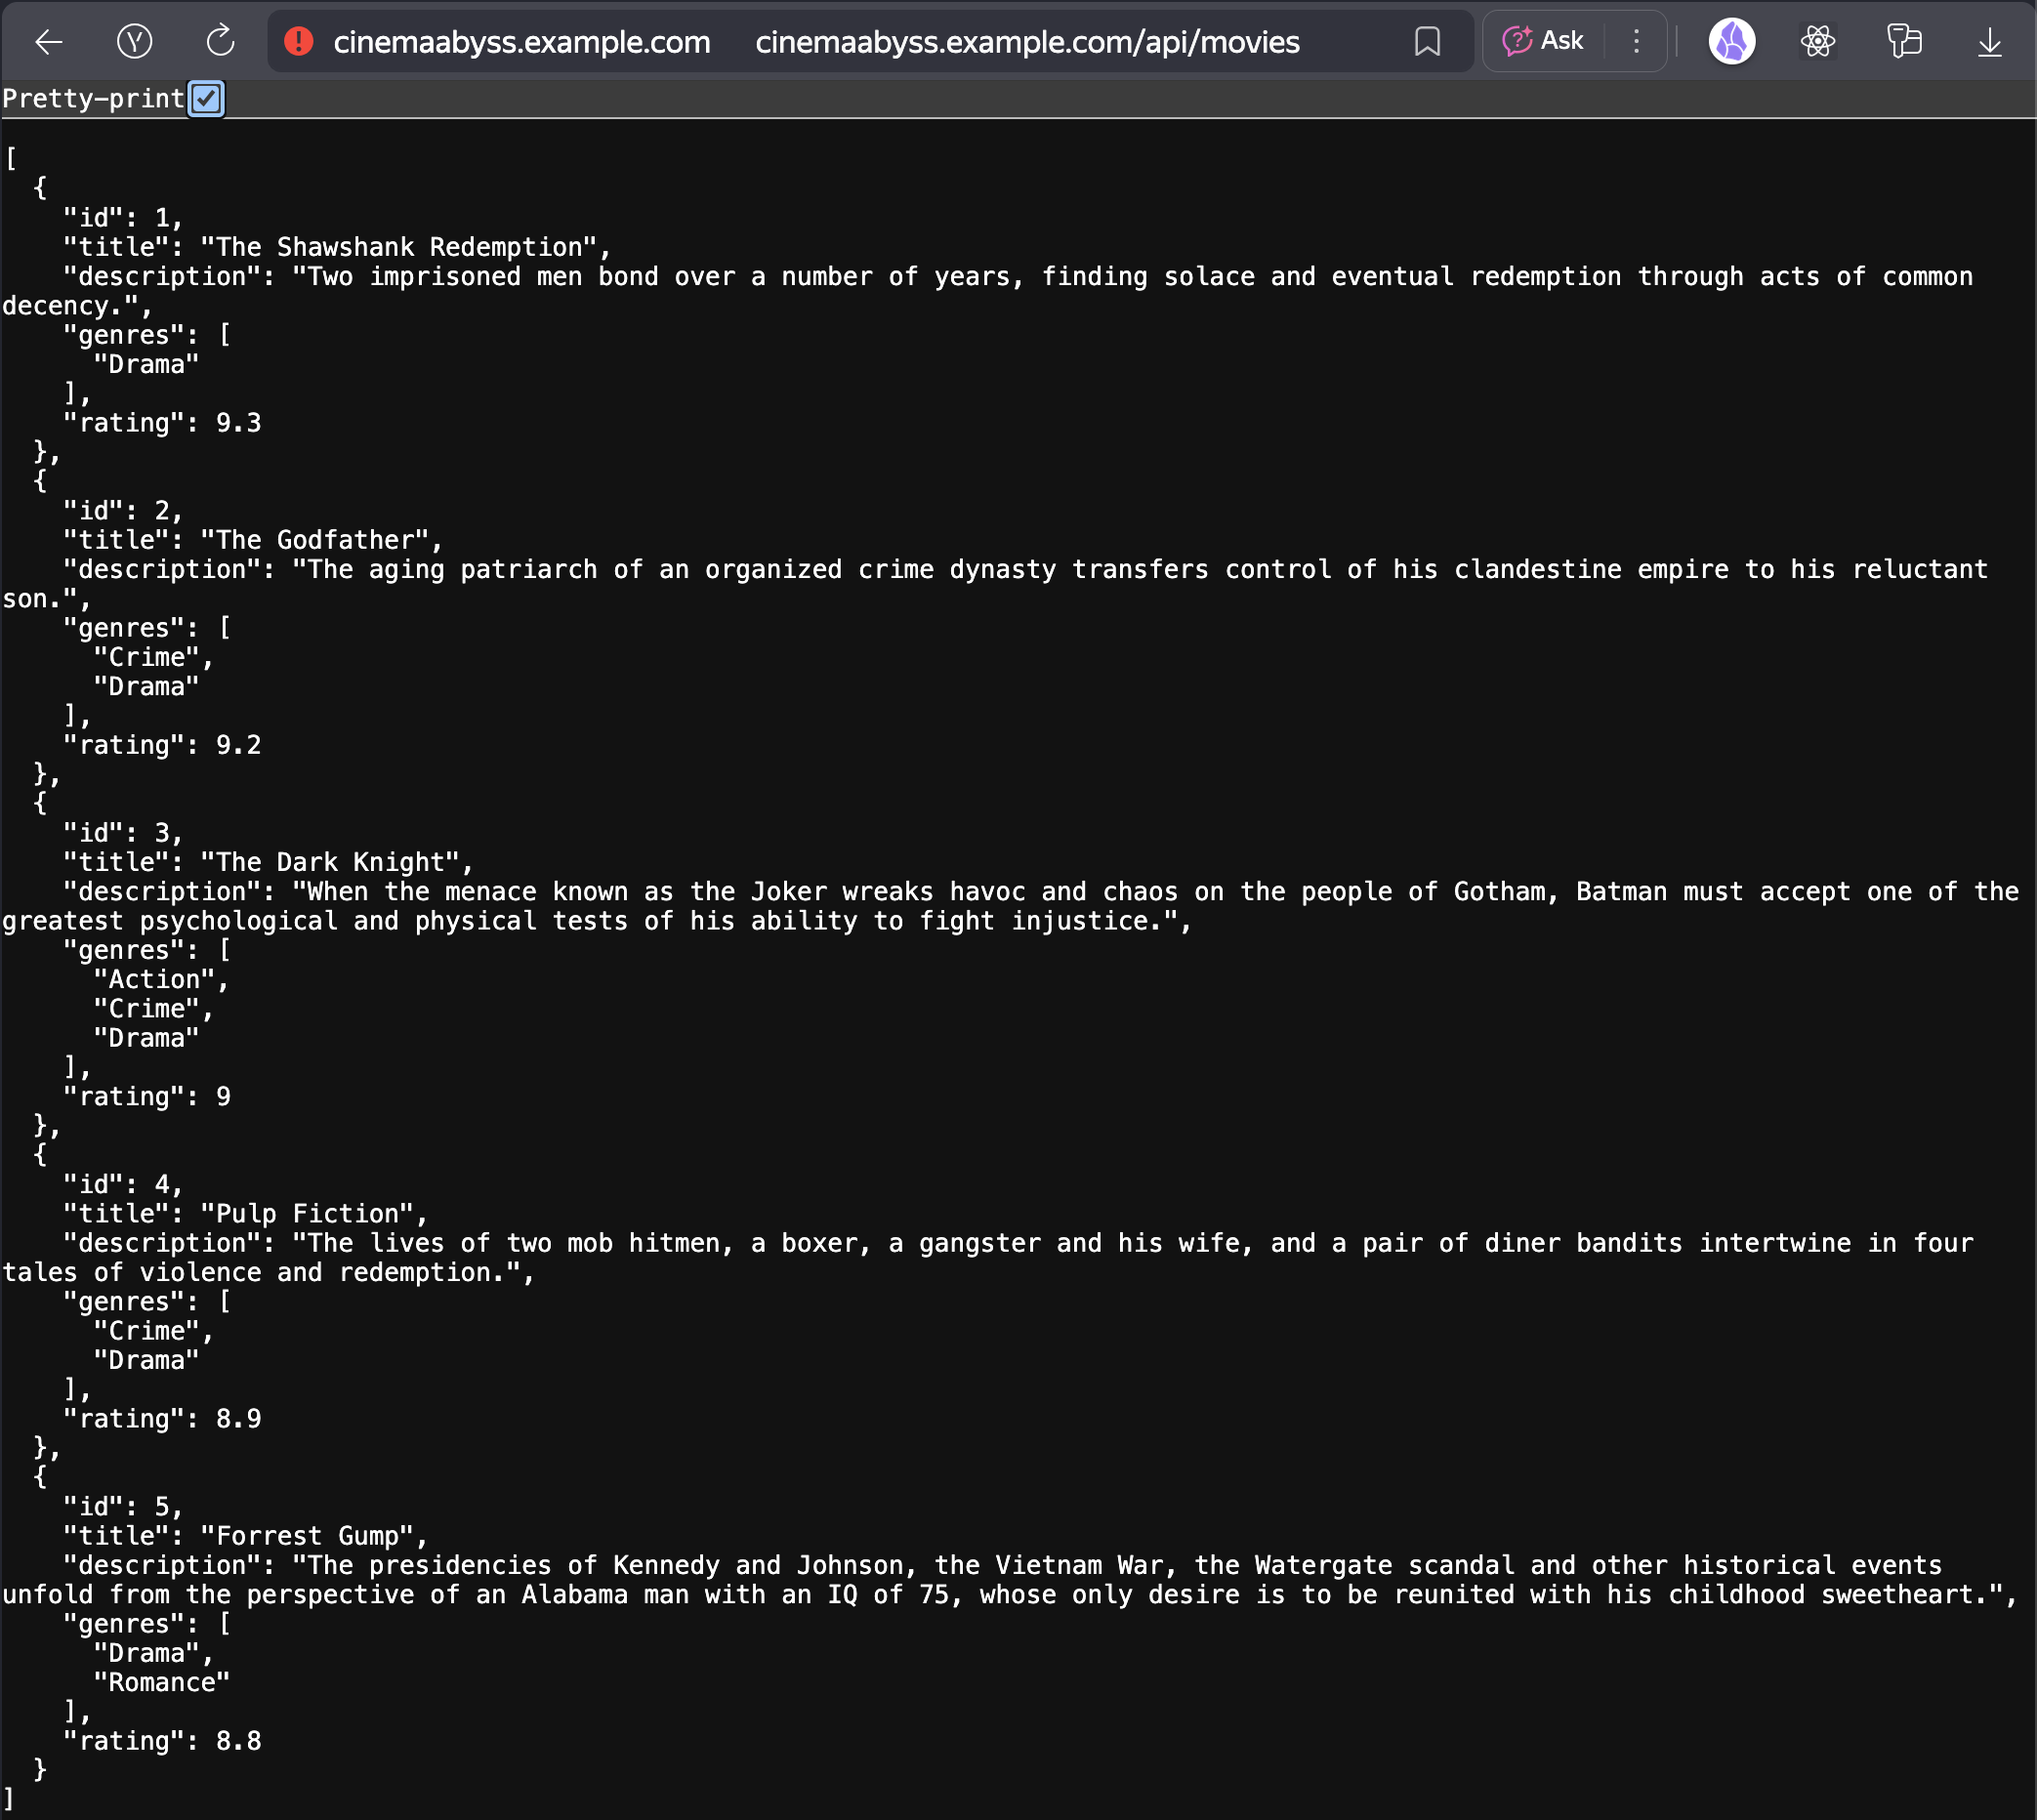 cinemaabyss.example.com cinemaabyss.example.com/api/movies Ask
Pretty-print
[
  {
    "id": 1,
    "title": "The Shawshank Redemption",
    "description": "Two imprisoned men bond over a number of years, finding solace and eventual redemption through acts of common
decency.",
    "genres": [
      "Drama"
    ],
    "rating": 9.3
  },
  {
    "id": 2,
    "title": "The Godfather",
    "description": "The aging patriarch of an organized crime dynasty transfers control of his clandestine empire to his reluctant
son.",
    "genres": [
      "Crime",
      "Drama"
    ],
    "rating": 9.2
  },
  {
    "id": 3,
    "title": "The Dark Knight",
    "description": "When the menace known as the Joker wreaks havoc and chaos on the people of Gotham, Batman must accept one of the
greatest psychological and physical tests of his ability to fight injustice.",
    "genres": [
      "Action",
      "Crime",
      "Drama"
    ],
    "rating": 9
  },
  {
    "id": 4,
    "title": "Pulp Fiction",
    "description": "The lives of two mob hitmen, a boxer, a gangster and his wife, and a pair of diner bandits intertwine in four
tales of violence and redemption.",
    "genres": [
      "Crime",
      "Drama"
    ],
    "rating": 8.9
  },
  {
    "id": 5,
    "title": "Forrest Gump",
    "description": "The presidencies of Kennedy and Johnson, the Vietnam War, the Watergate scandal and other historical events
unfold from the perspective of an Alabama man with an IQ of 75, whose only desire is to be reunited with his childhood sweetheart.",
    "genres": [
      "Drama",
      "Romance"
    ],
    "rating": 8.8
  }
]